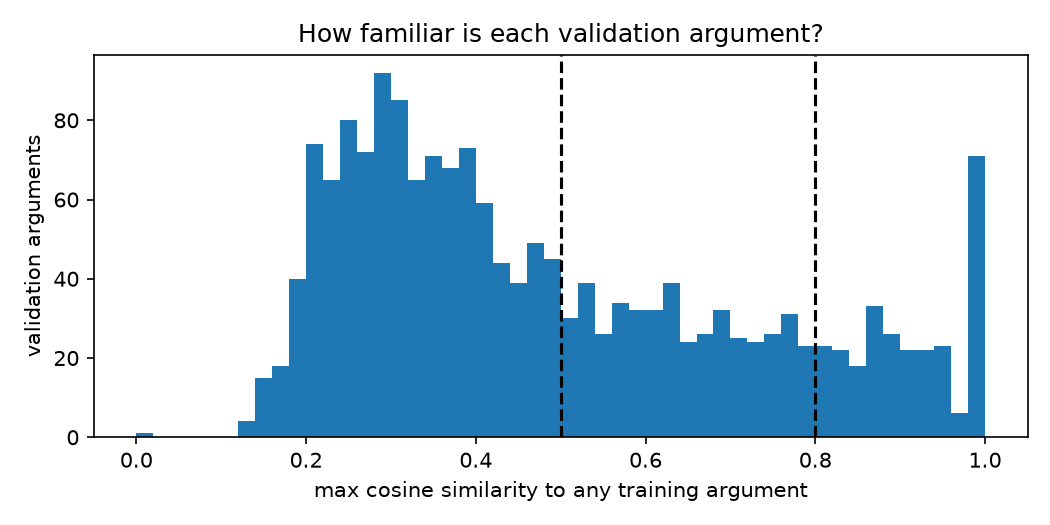 How familiar is each validation argument?
validation arguments
80
60
40
20
0
0.0 0.2 0.4 0.6 0.8 1.0
max cosine similarity to any training argument